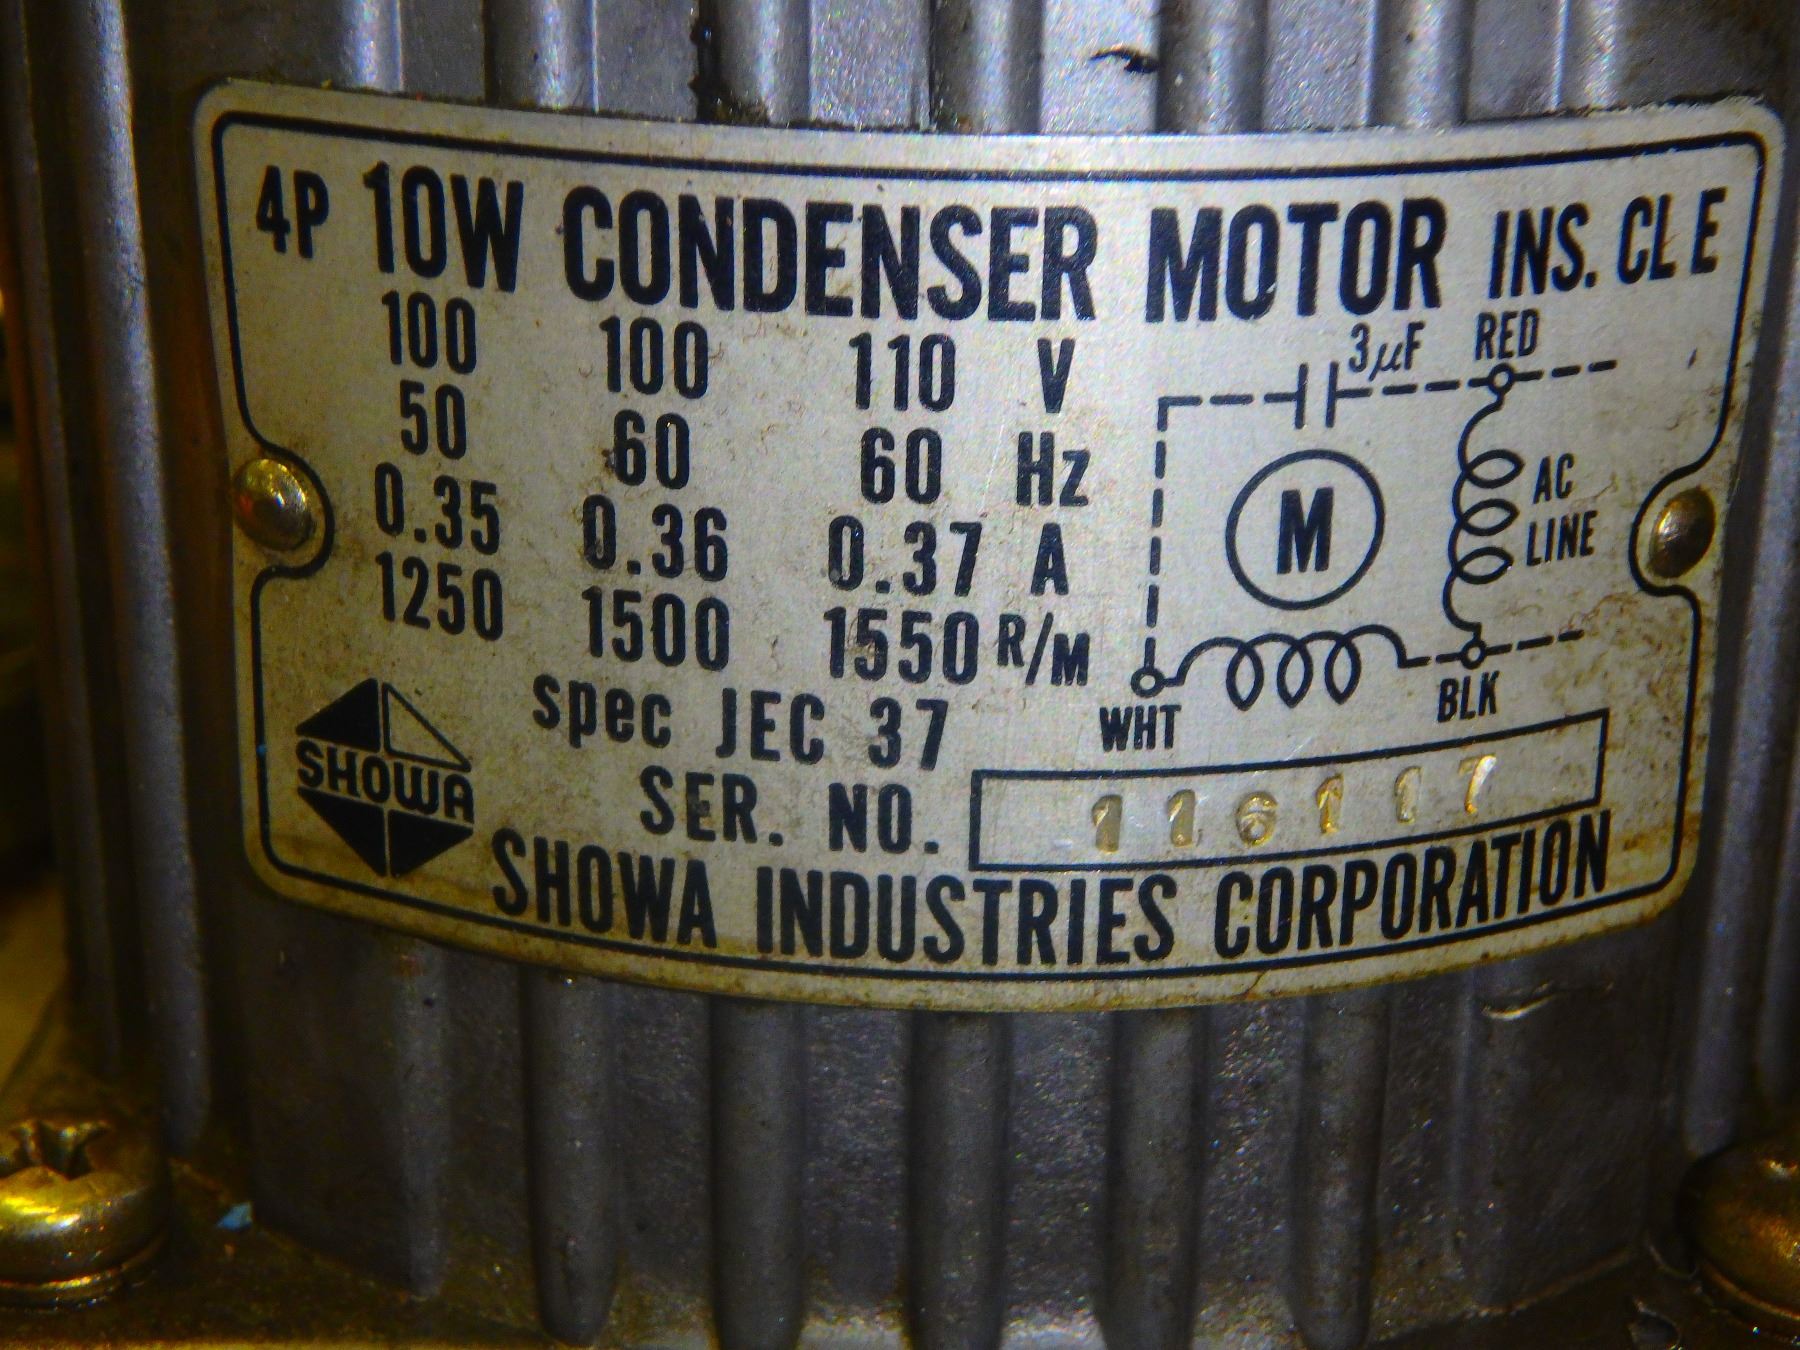 4P 10W CONDENSER MOTOR INS. CL E
100 100 110 V
50 60 60 Hz
0.35 0.36 0.37 A
1250 1500 1550 R/M
3μF RED
M
AC
LINE
WHT BLK
spec JEC 37
SHOWA
SER. NO. 116117
SHOWA INDUSTRIES CORPORATION